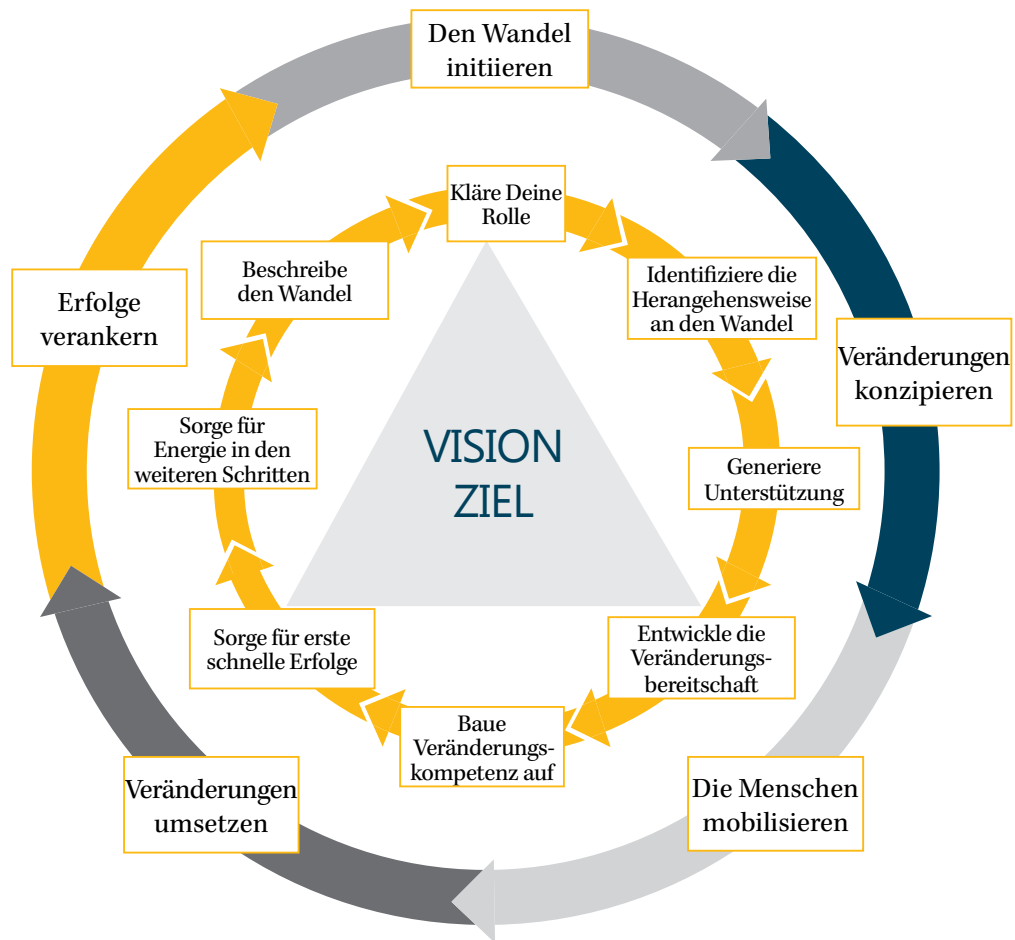 Den Wandel
initiieren
Veränderungen
konzipieren
Die Menschen
mobilisieren
Veränderungen
umsetzen
Erfolge
verankern
Kläre Deine
Rolle
Identifiziere die
Herangehensweise
an den Wandel
Generiere
Unterstützung
Entwickle die
Veränderungs-
bereitschaft
Baue
Veränderungs-
kompetenz auf
Sorge für erste
schnelle Erfolge
Sorge für
Energie in den
weiteren Schritten
Beschreibe
den Wandel
VISION
ZIEL